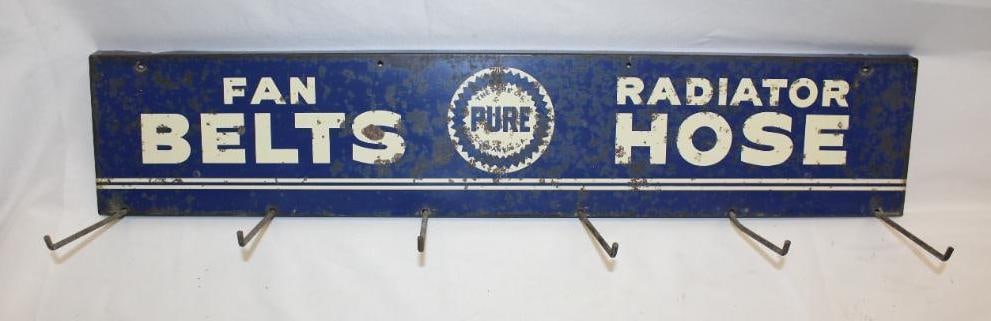 FAN
BELTS
PURE
RADIATOR
HOSE